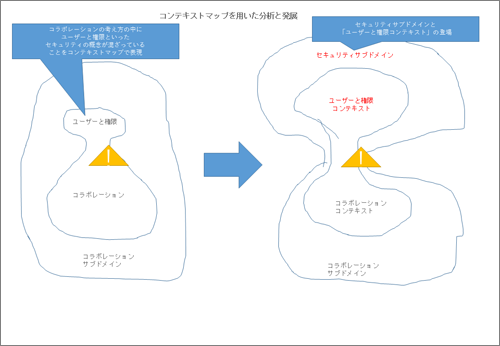 コンテキストマップを用いた分析と発展
コラボレーションの考え方の中に
ユーザーと権限といった
セキュリティの概念が混ざっている
ことをコンテキストマップで表現
ユーザーと権限
コラボレーション
コラボレーション
サブドメイン
セキュリティサブドメインと
「ユーザーと権限コンテキスト」の登場
セキュリティサブドメイン
ユーザーと権限
コンテキスト
コラボレーション
コンテキスト
コラボレーション
サブドメイン